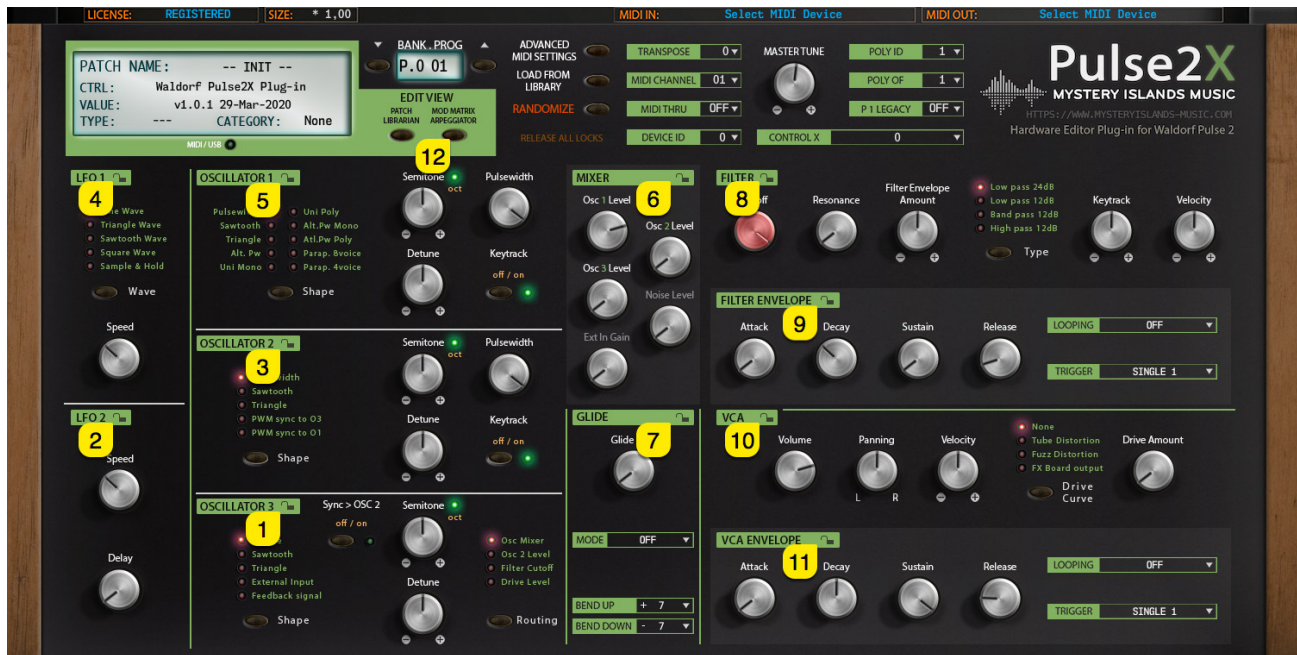 LICENSE: REGISTERED SIZE: * 1,00 MIDI IN: Select MIDI Device MIDI OUT: Select MIDI Device
PATCH NAME: -- INIT --
CTRL: Waldorf Pulse2X Plug-in
VALUE: v1.0.1 29-Mar-2020
TYPE: --- CATEGORY: None
MIDI / USB
BANK . PROG
P.0 01
EDIT VIEW
PATCH LIBRARIAN
MOD MATRIX ARPEGGIATOR
12
ADVANCED MIDI SETTINGS
LOAD FROM LIBRARY
RANDOMIZE
RELEASE ALL LOCKS
TRANSPOSE 0
MIDI CHANNEL 01
MIDI THRU OFF
DEVICE ID 0
MASTER TUNE
CONTROL X 0
POLY ID 1
POLY OF 1
P 1 LEGACY OFF
Pulse2X
MYSTERY ISLANDS MUSIC
HTTPS://WWW.MYSTERYISLANDS-MUSIC.COM
Hardware Editor Plug-in for Waldorf Pulse 2
LFO 1
4
Wave
Triangle Wave
Sawtooth Wave
Square Wave
Sample & Hold
Wave
Speed
LFO 2
2
Speed
Delay
OSCILLATOR 1
5
Sawtooth
Triangle
Alt. Pw
Uni Mono
Uni Poly
Alt.Pw Mono
Atl.Pw Poly
Parap. 8voice
Parap. 4voice
Shape
Semitone
oct
Pulsewidth
Detune
Keytrack
off / on
OSCILLATOR 2
3
Sawtooth
Triangle
PWM sync to O3
PWM sync to O1
Shape
Semitone
oct
Pulsewidth
Detune
Keytrack
off / on
OSCILLATOR 3
1
Sawtooth
Triangle
External Input
Feedback signal
Shape
Sync > OSC 2
off / on
Semitone
oct
Detune
Osc Mixer
Osc 2 Level
Filter Cutoff
Drive Level
Routing
MIXER
6
Osc 1 Level
Osc 2 Level
Osc 3 Level
Noise Level
Ext In Gain
GLIDE
7
Glide
MODE OFF
BEND UP + 7
BEND DOWN - 7
FILTER
8
Resonance
Filter Envelope Amount
Low pass 24dB
Low pass 12dB
Band pass 12dB
High pass 12dB
Type
Keytrack
Velocity
FILTER ENVELOPE
9
Attack Decay Sustain Release
LOOPING OFF
TRIGGER SINGLE 1
VCA
10
Volume
Panning
L R
Velocity
None
Tube Distortion
Fuzz Distortion
FX Board output
Drive Curve
Drive Amount
VCA ENVELOPE
11
Attack Decay Sustain Release
LOOPING OFF
TRIGGER SINGLE 1